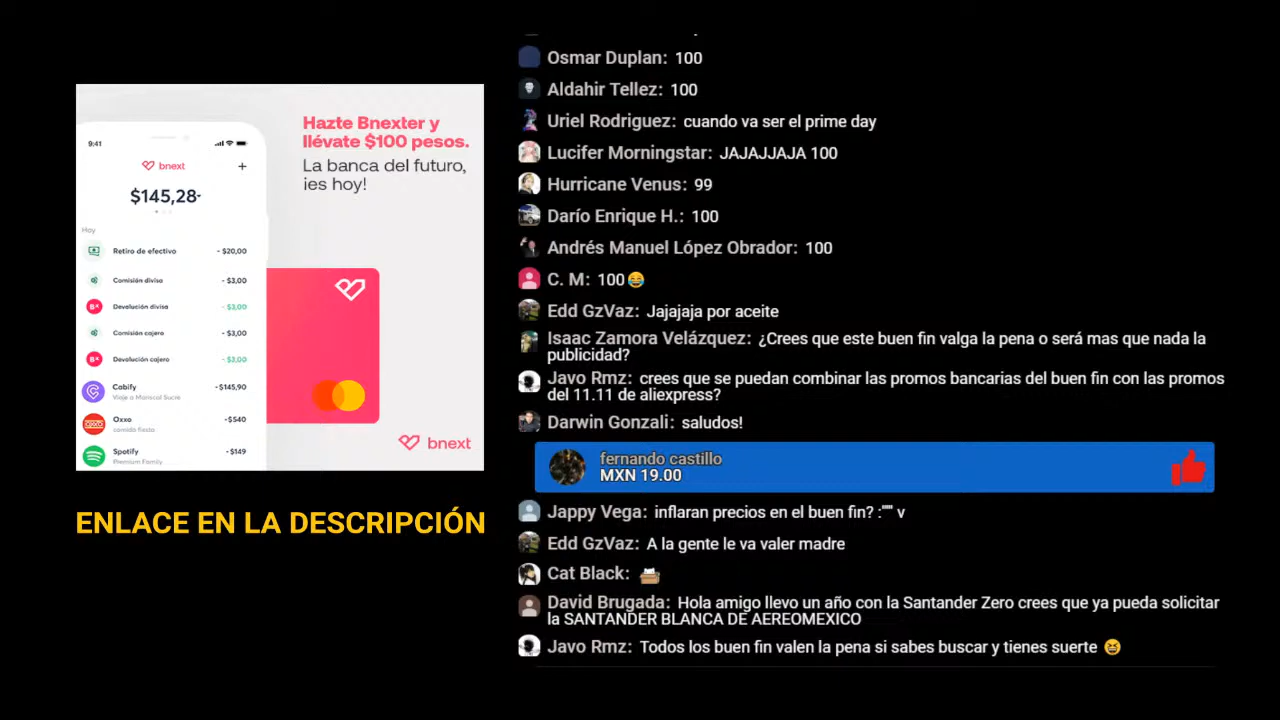 Hazte Bnexter y
llévate $100 pesos.
La banca del futuro,
¡es hoy!
9:41
bnext
+
$145,28
Hoy
Retiro de efectivo - $20,00
Comisión divisa - $3,00
Devolución divisa - $3,00
Comisión cajero - $3,00
Devolución cajero - $3,00
Cabify -$145,90
Viaje a Mariscal Sucre
Oxxo -$540
comida fiesta
Spotify -$149
Premium Family
bnext
ENLACE EN LA DESCRIPCIÓN
Osmar Duplan: 100
Aldahir Tellez: 100
Uriel Rodriguez: cuando va ser el prime day
Lucifer Morningstar: JAJAJJAJA 100
Hurricane Venus: 99
Darío Enrique H.: 100
Andrés Manuel López Obrador: 100
C. M: 100😂
Edd GzVaz: Jajajaja por aceite
Isaac Zamora Velázquez: ¿Crees que este buen fin valga la pena o será mas que nada la
publicidad?
Javo Rmz: crees que se puedan combinar las promos bancarias del buen fin con las promos
del 11.11 de aliexpress?
Darwin Gonzali: saludos!
fernando castillo
MXN 19.00
Jappy Vega: inflaran precios en el buen fin? :"" v
Edd GzVaz: A la gente le va valer madre
Cat Black:
David Brugada: Hola amigo llevo un año con la Santander Zero crees que ya pueda solicitar
la SANTANDER BLANCA DE AEREOMEXICO
Javo Rmz: Todos los buen fin valen la pena si sabes buscar y tienes suerte 😆